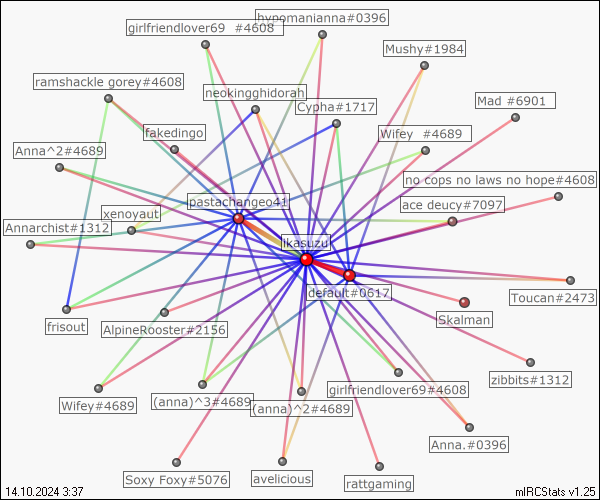 hypomanianna#0396
girlfriendlover69 #4608
Mushy#1984
ramshackle gorey#4608
neokingghidorah
Mad #6901
Cypha#1717
fakedingo
Wifey #4689
Anna^2#4689
no cops no laws no hope#4608
pastachangeo41
ace deucy#7097
xenoyaut
Annarchist#1312
ikasuzu
default#0617
Toucan#2473
Skalman
frisout
AlpineRooster#2156
zibbits#1312
girlfriendlover69#4608
Wifey#4689
(anna)^3#4689
(anna)^2#4689
Anna.#0396
Soxy Foxy#5076
avelicious
rattgaming
14.10.2024 3:37
mIRCStats v1.25